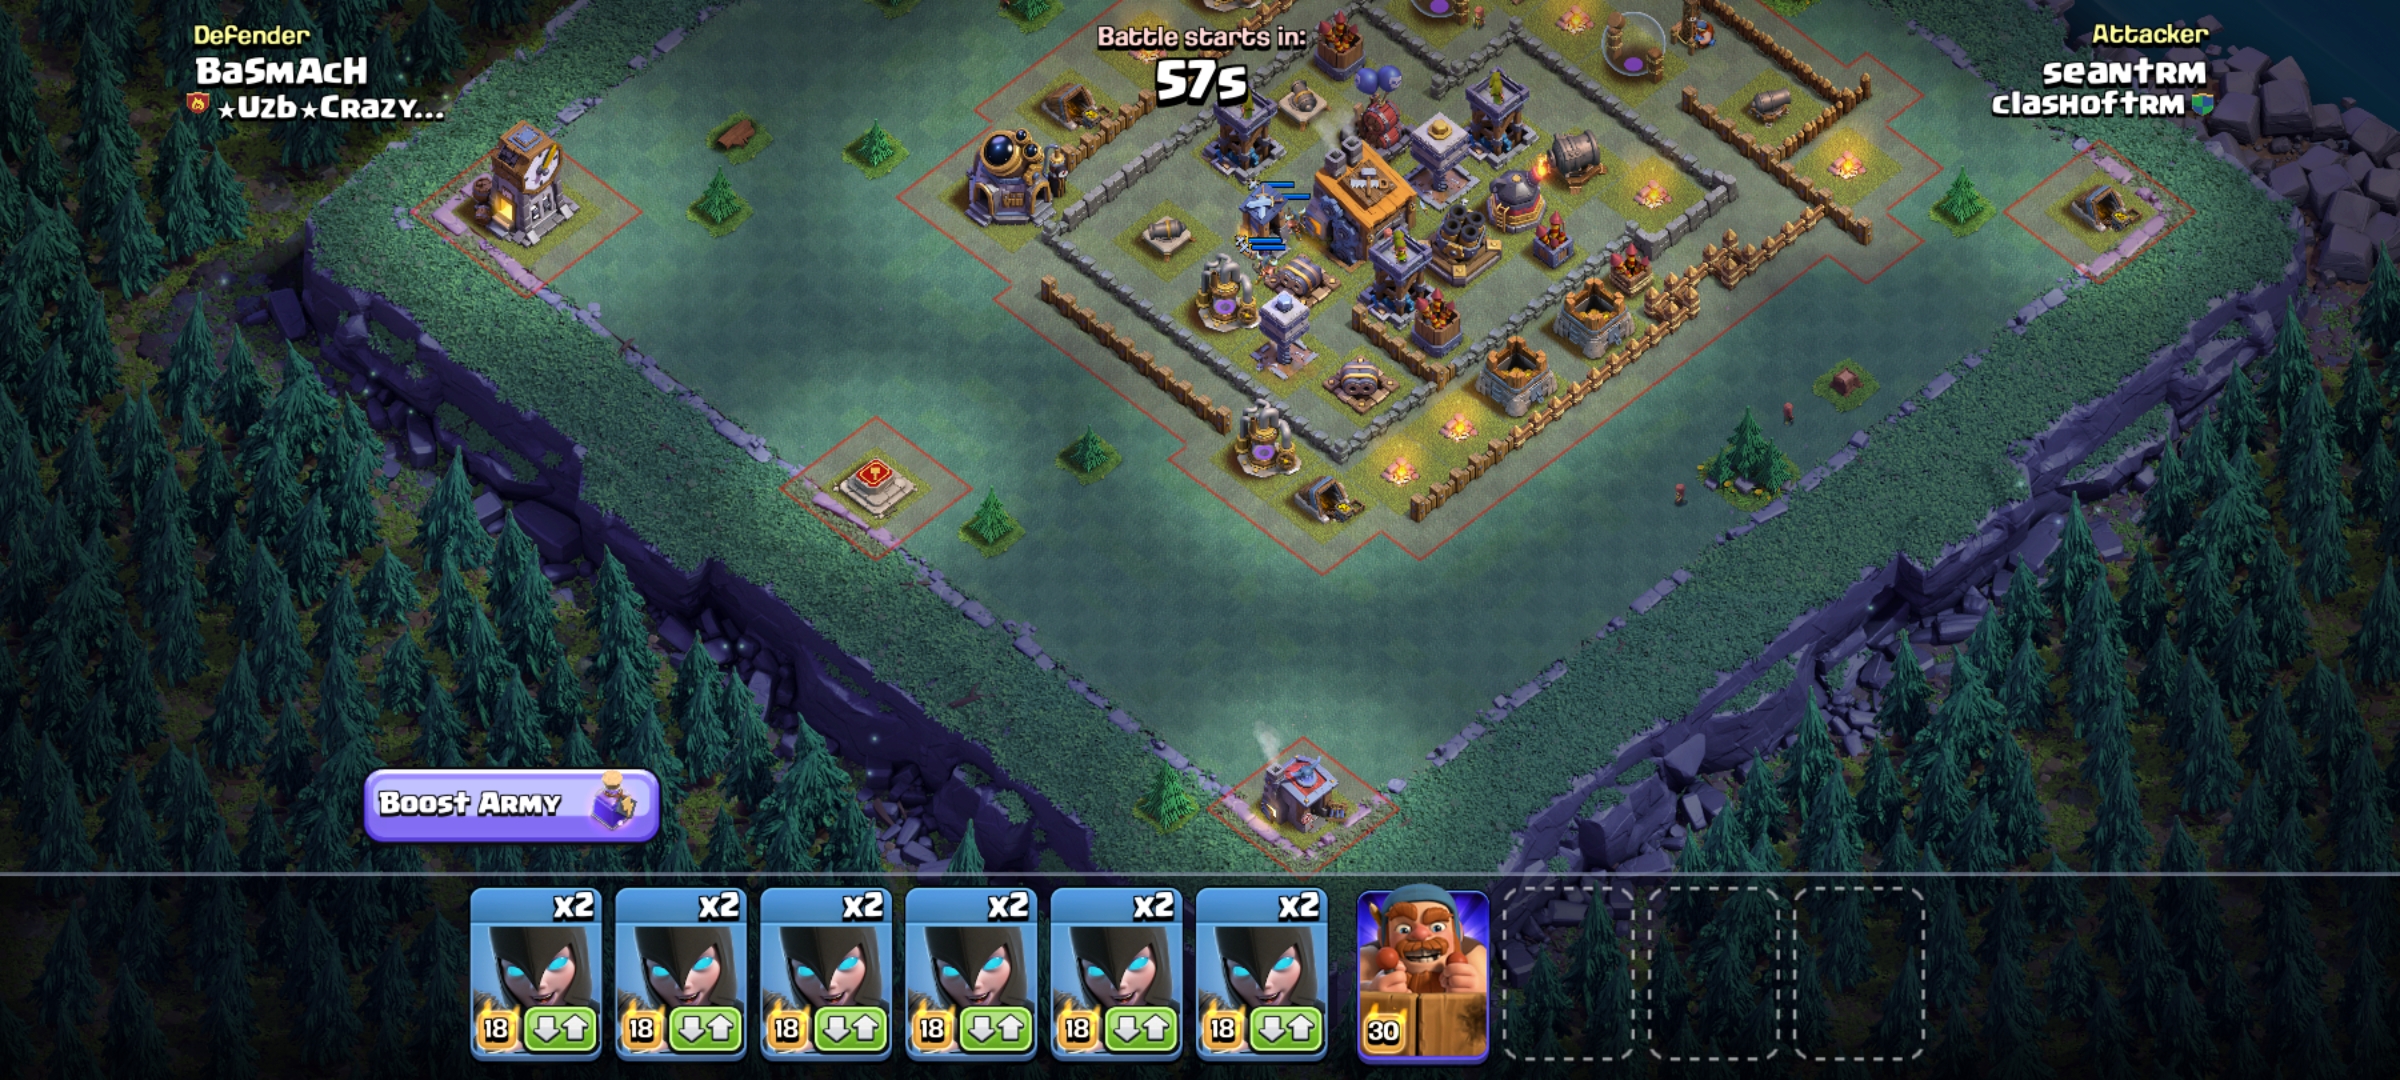 Defender
BaSmAcH
★Uzb★Crazy...
Battle starts in:
57s
Attacker
seantRM
clashoftRM
Boost Army
x2
x2
x2
x2
x2
x2
18
18
18
18
18
18
30